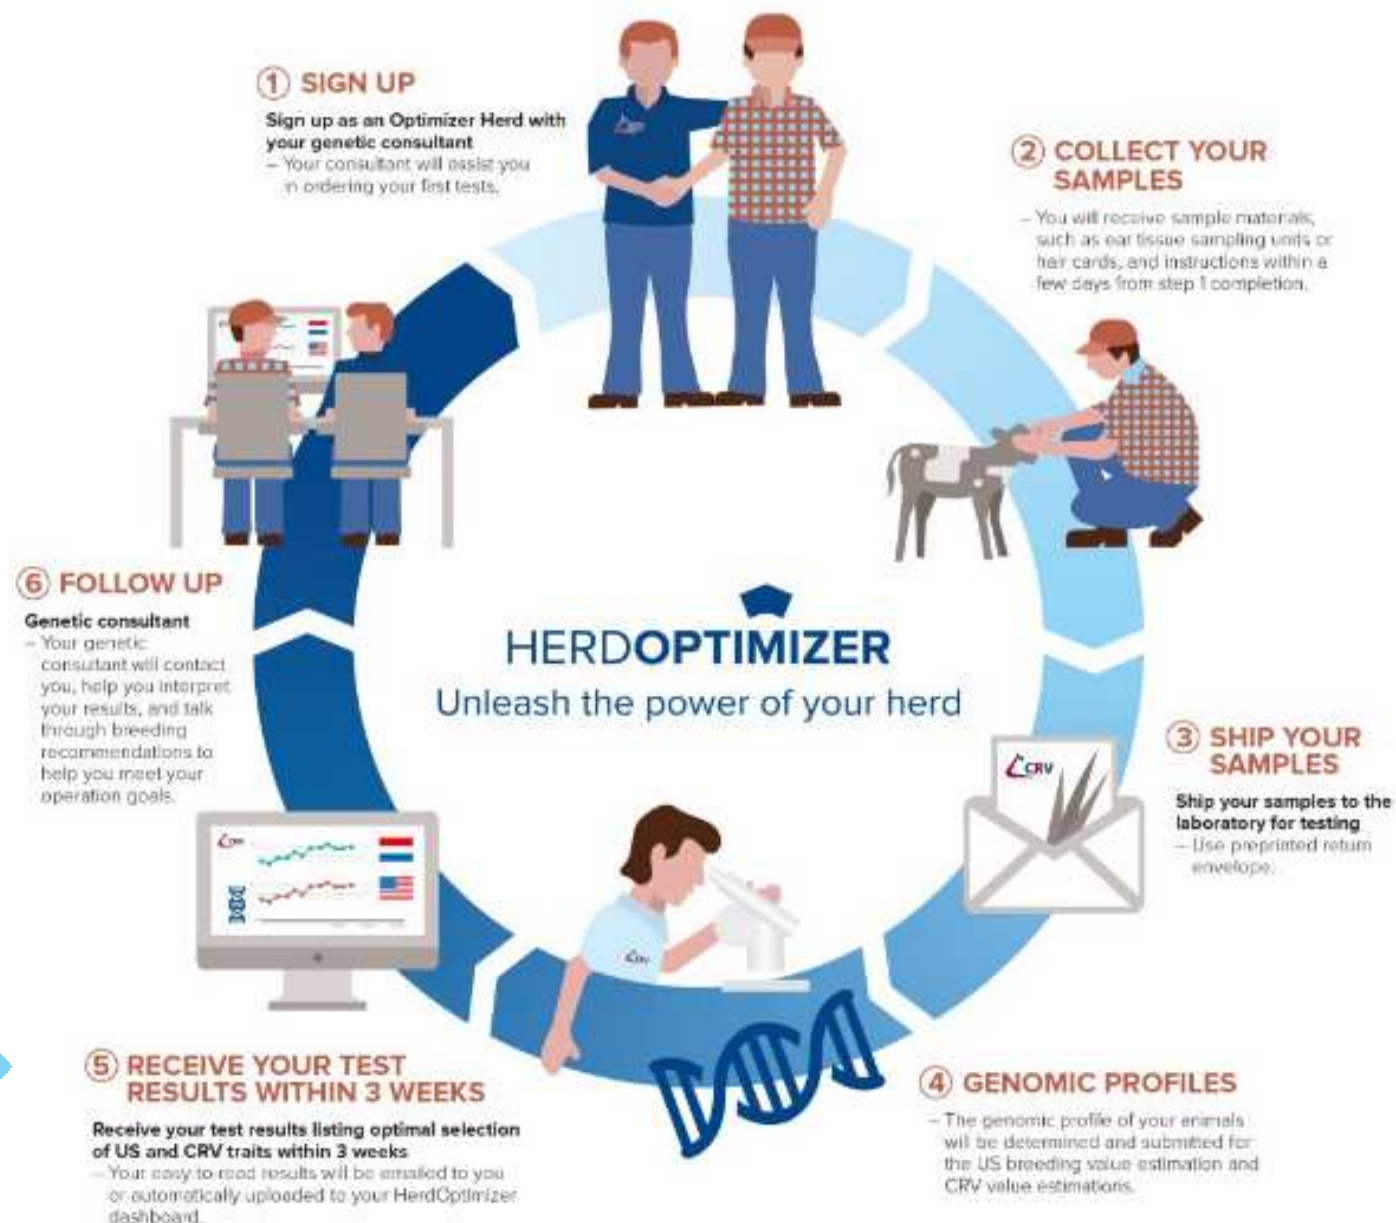 ① SIGN UP
Sign up as an Optimizer Herd with
your genetic consultant
– Your consultant will assist you
in ordering your first tests.
② COLLECT YOUR
SAMPLES
– You will receive sample materials,
such as ear tissue sampling units or
hair cards, and instructions within a
few days from step 1 completion.
HERDOPTIMIZER
Unleash the power of your herd
③ SHIP YOUR
SAMPLES
Ship your samples to the
laboratory for testing
– Use preprinted return
envelope.
CRV
④ GENOMIC PROFILES
– The genomic profile of your animals
will be determined and submitted for
the US breeding value estimation and
CRV value estimations.
CRV
⑤ RECEIVE YOUR TEST
RESULTS WITHIN 3 WEEKS
Receive your test results listing optimal selection
of US and CRV traits within 3 weeks
– Your easy to read results will be emailed to you
or automatically uploaded to your HerdOptimizer
dashboard.
CRV
⑥ FOLLOW UP
Genetic consultant
– Your genetic
consultant will contact
you, help you interpret
your results, and talk
through breeding
recommendations to
help you meet your
operation goals.